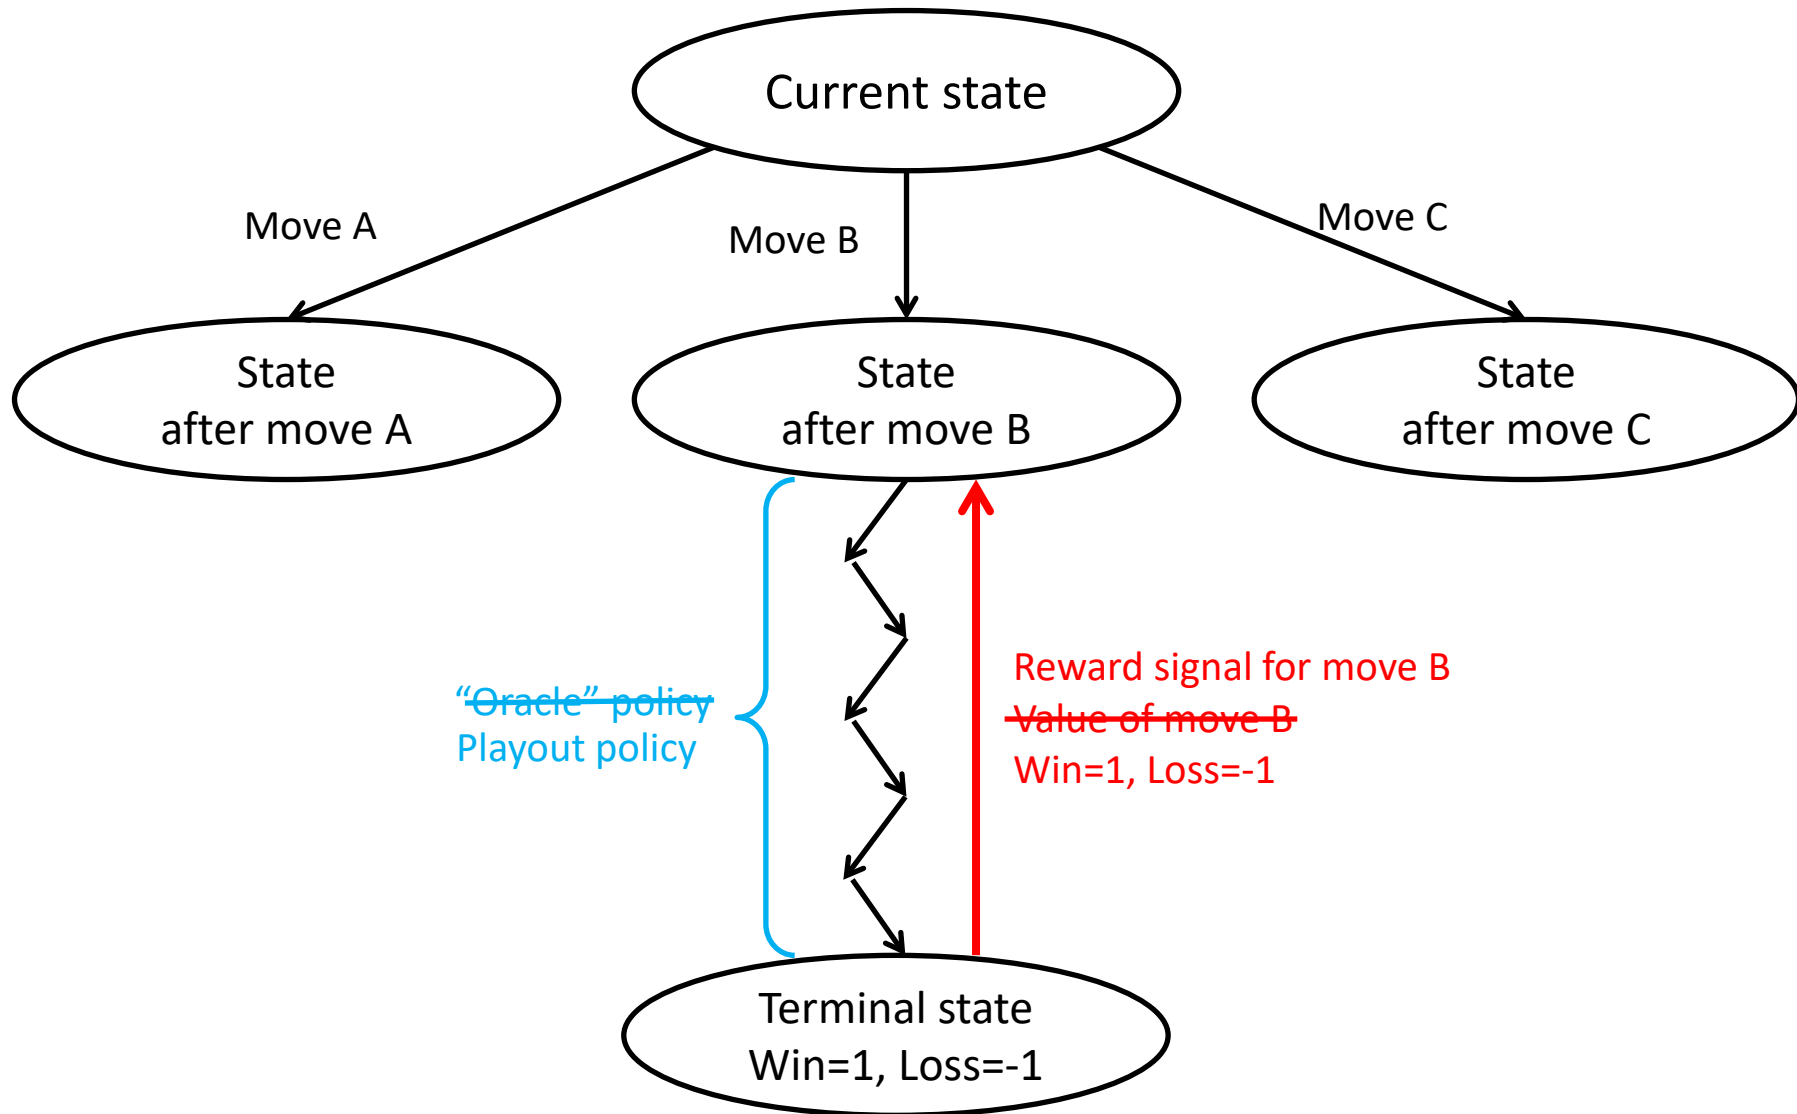 Current state
Move A
Move B
Move C
State
after move A
State
after move B
State
after move C
“Oracle” policy
Playout policy
Reward signal for move B
Value of move B
Win=1, Loss=-1
Terminal state
Win=1, Loss=-1